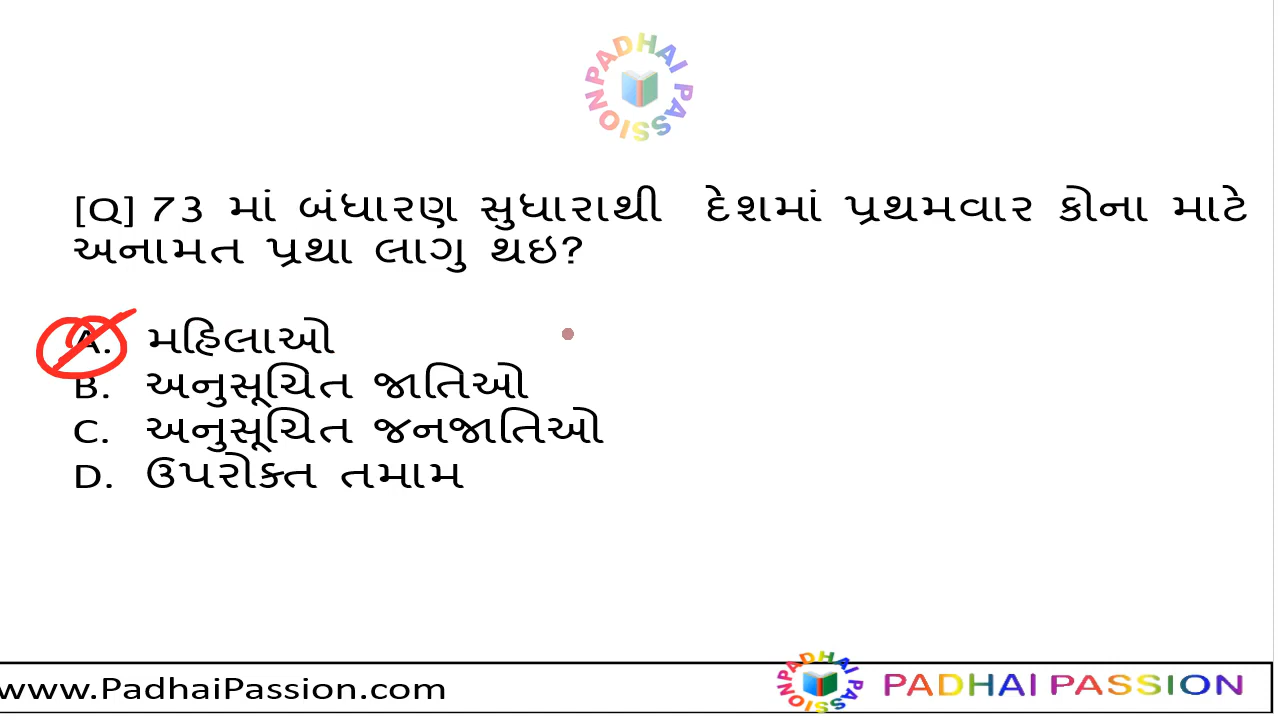 PADHAI PASSION
[Q] 73 માં બંધારણ સુધારાથી દેશમાં પ્રથમવાર કોના માટે
અનામત પ્રથા લાગુ થઇ?
A. મહિલાઓ
B. અનુસૂચિત જાતિઓ
C. અનુસૂચિત જનજાતિઓ
D. ઉપરોક્ત તમામ
www.PadhaiPassion.com
PADHAI PASSION
PADHAI PASSION